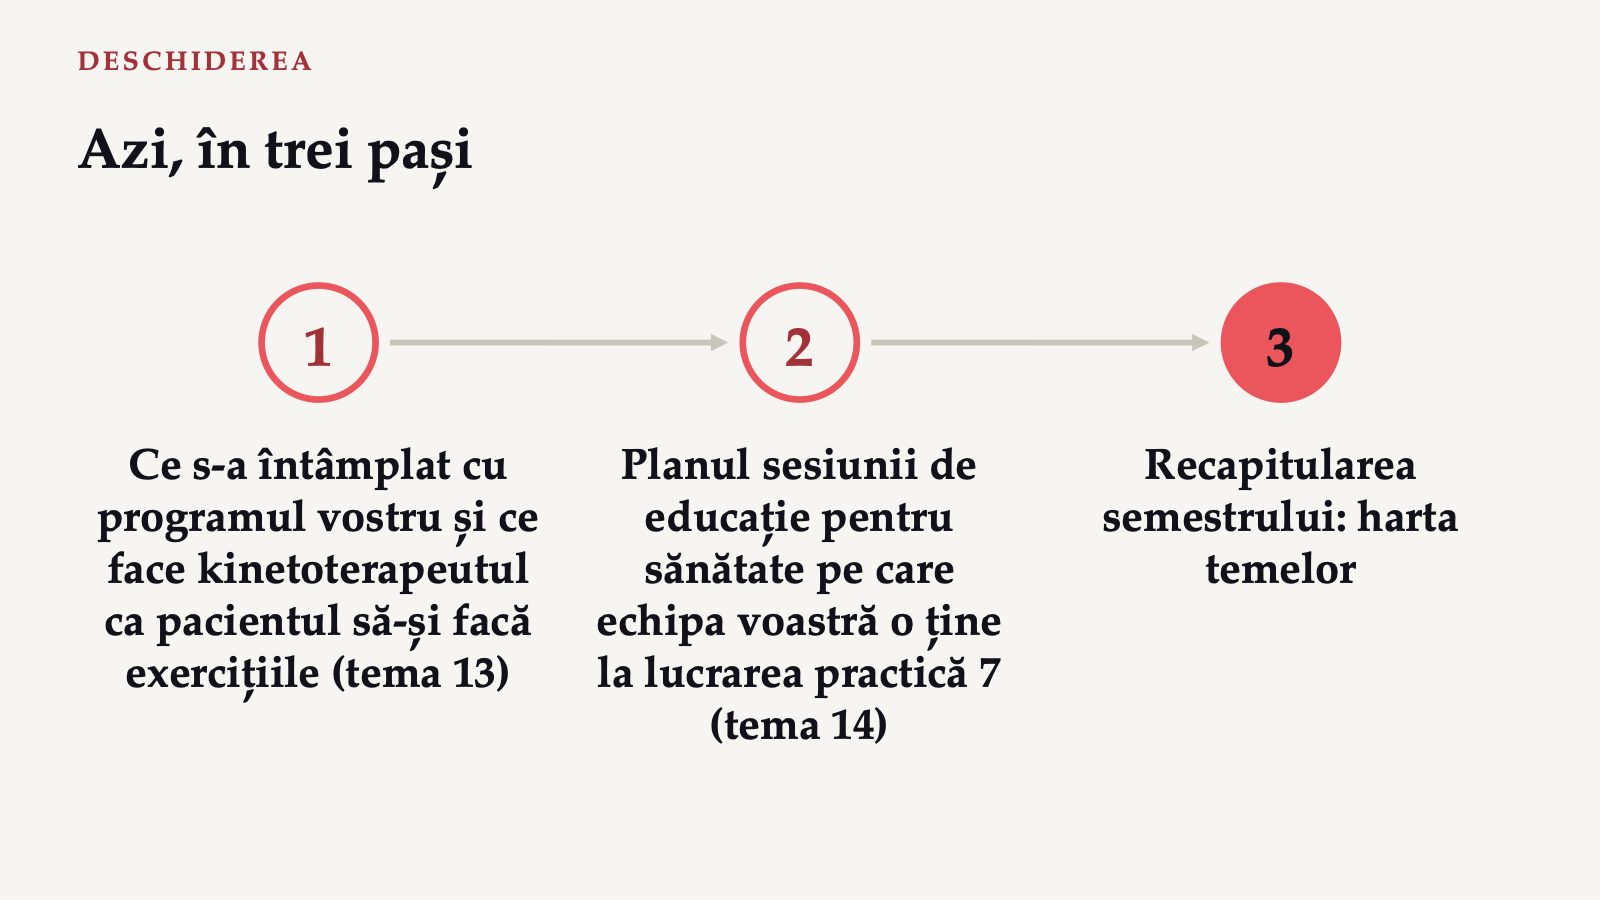 DESCHIDEREA
Azi, în trei pași
1
2
3
Ce s-a întâmplat cu
programul vostru și ce
face kinetoterapeutul
ca pacientul să-și facă
exercițiile (tema 13)
Planul sesiunii de
educație pentru
sănătate pe care
echipa voastră o ține
la lucrarea practică 7
(tema 14)
Recapitularea
semestrului: harta
temelor